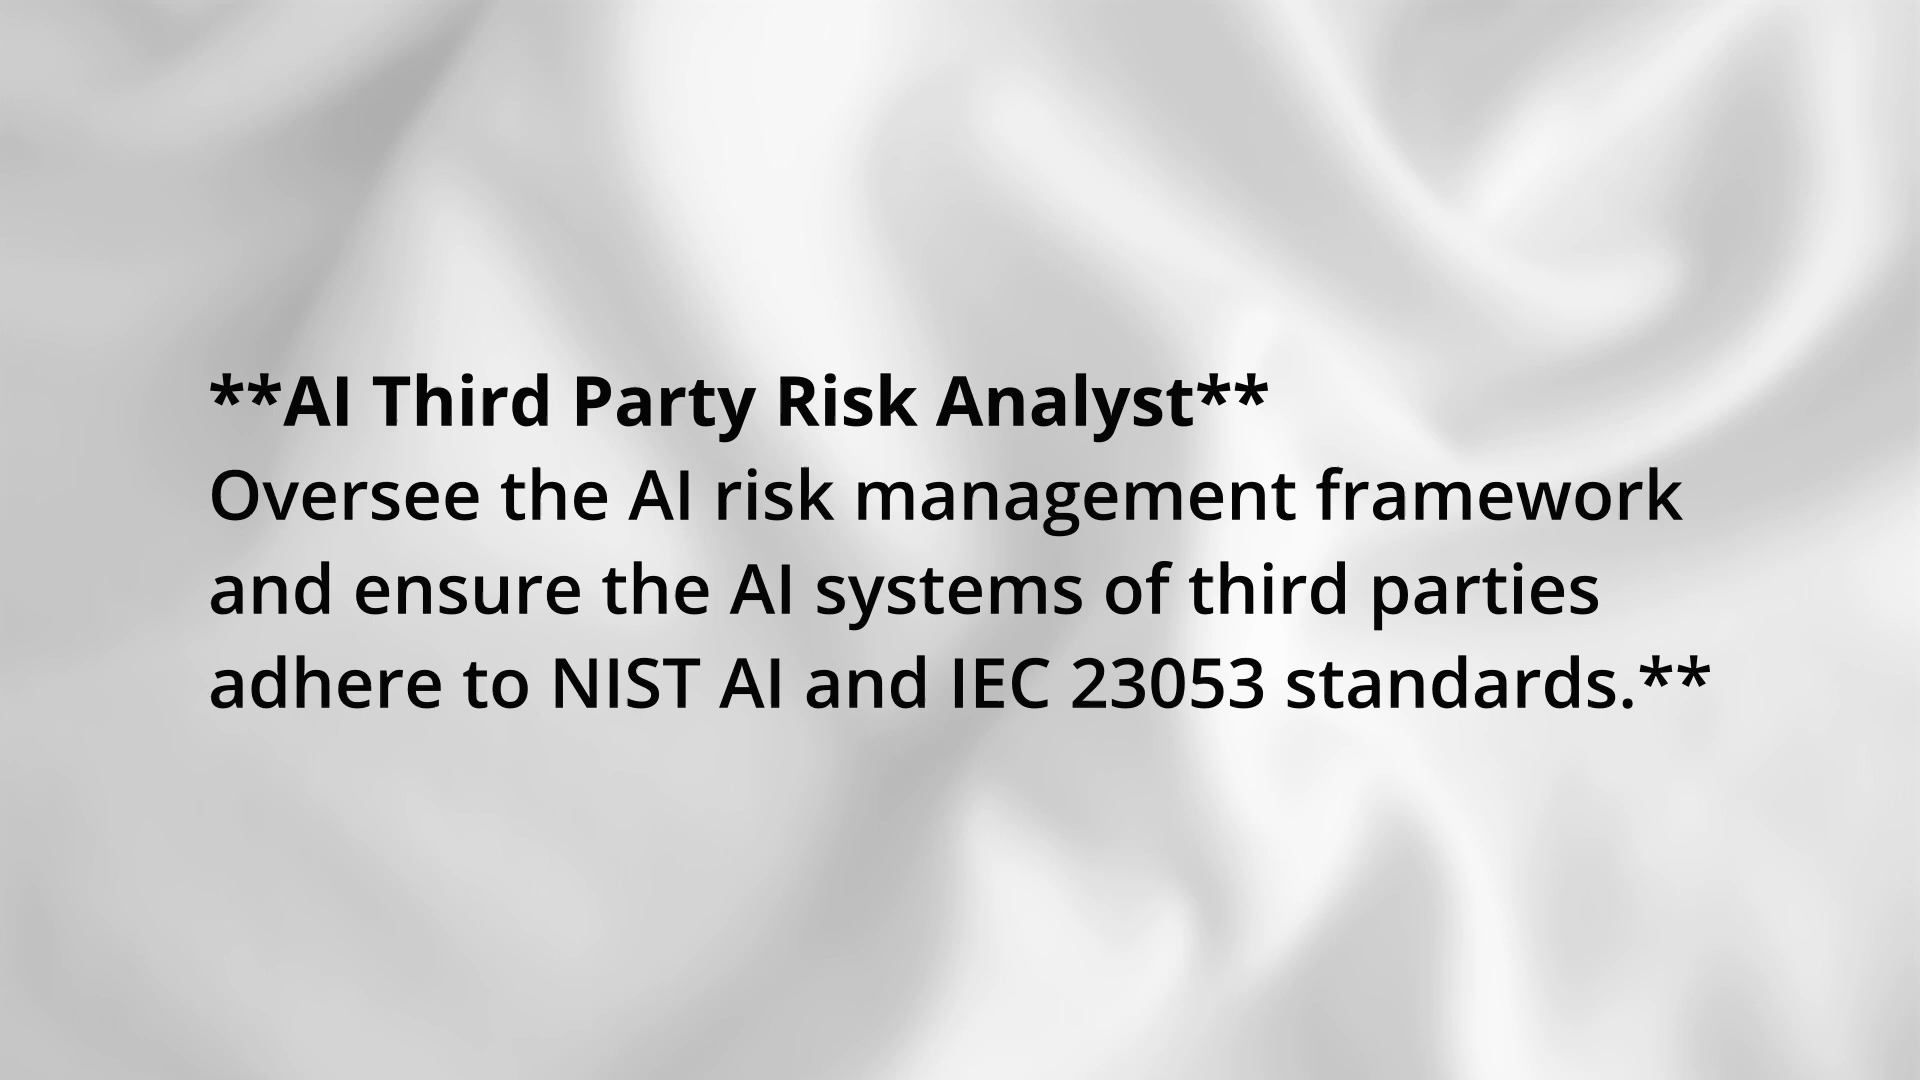 **AI Third Party Risk Analyst**
Oversee the AI risk management framework
and ensure the AI systems of third parties
adhere to NIST AI and IEC 23053 standards.**